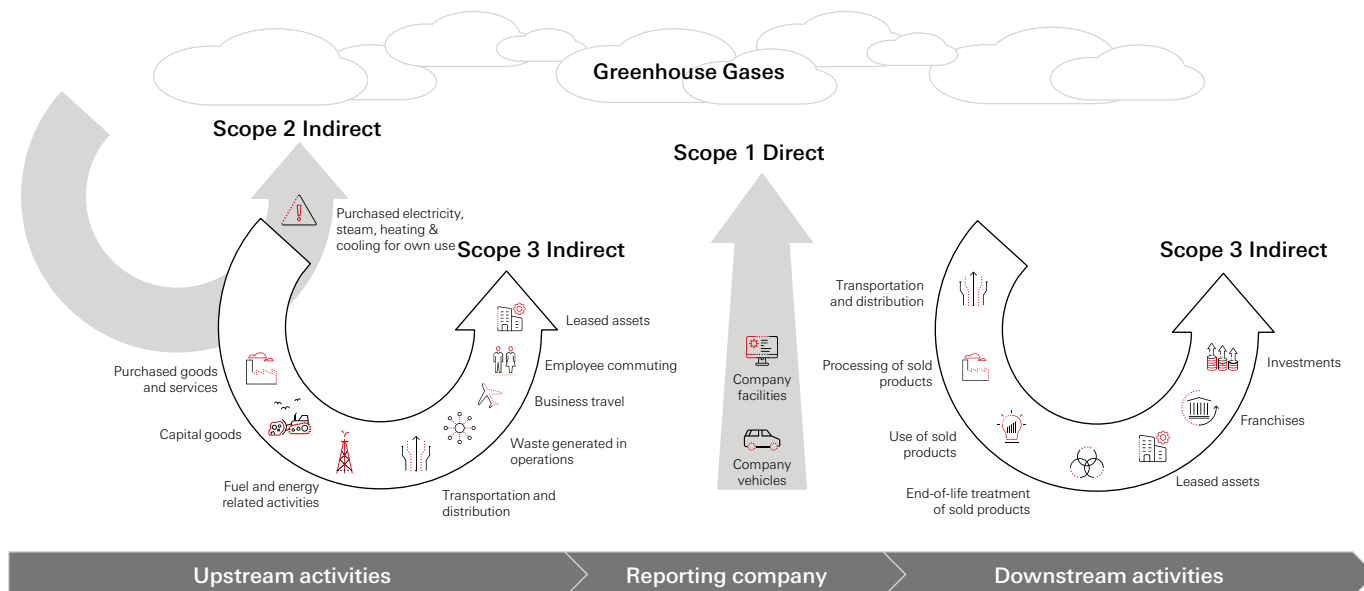 Greenhouse Gases
Scope 2 Indirect
Purchased electricity,
steam, heating &
cooling for own use
Scope 3 Indirect
Leased assets
Employee commuting
Business travel
Waste generated in
operations
Transportation and
distribution
Fuel and energy
related activities
Capital goods
Purchased goods
and services
Scope 1 Direct
Company
facilities
Company
vehicles
Scope 3 Indirect
Transportation
and distribution
Processing of sold
products
Use of sold
products
End-of-life treatment
of sold products
Leased assets
Franchises
Investments
Upstream activities
Reporting company
Downstream activities